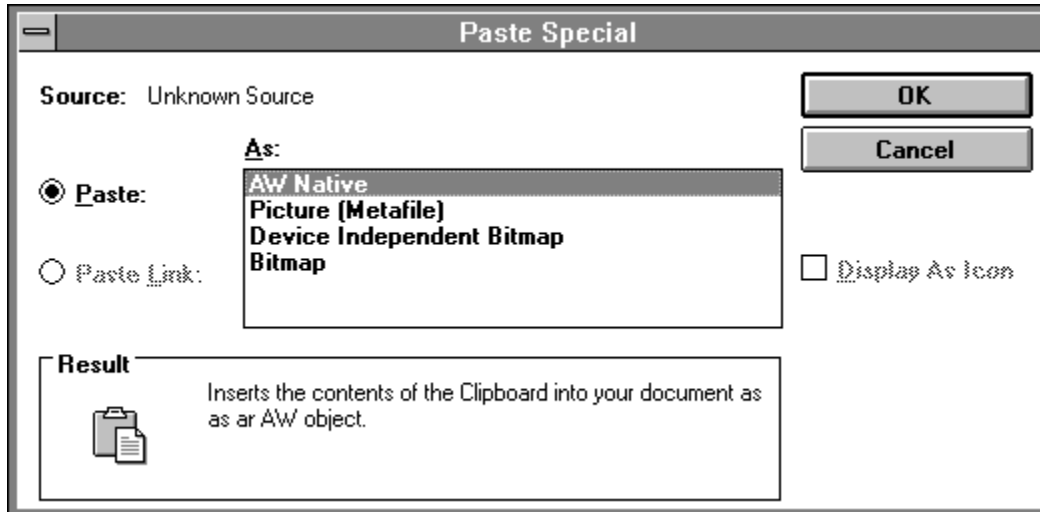 Paste Special
Source: Unknown Source
OK
Cancel
As:
Paste:
AW Native
Picture (Metafile)
Device Independent Bitmap
Bitmap
Paste Link:
Display As Icon
Result
Inserts the contents of the Clipboard into your document as
as ar AW object.